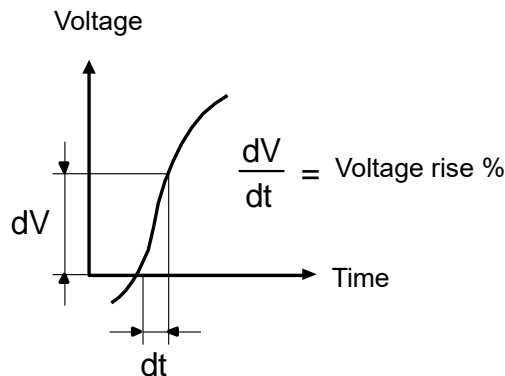 Voltage
dV
dt
= Voltage rise %
dV
Time
dt